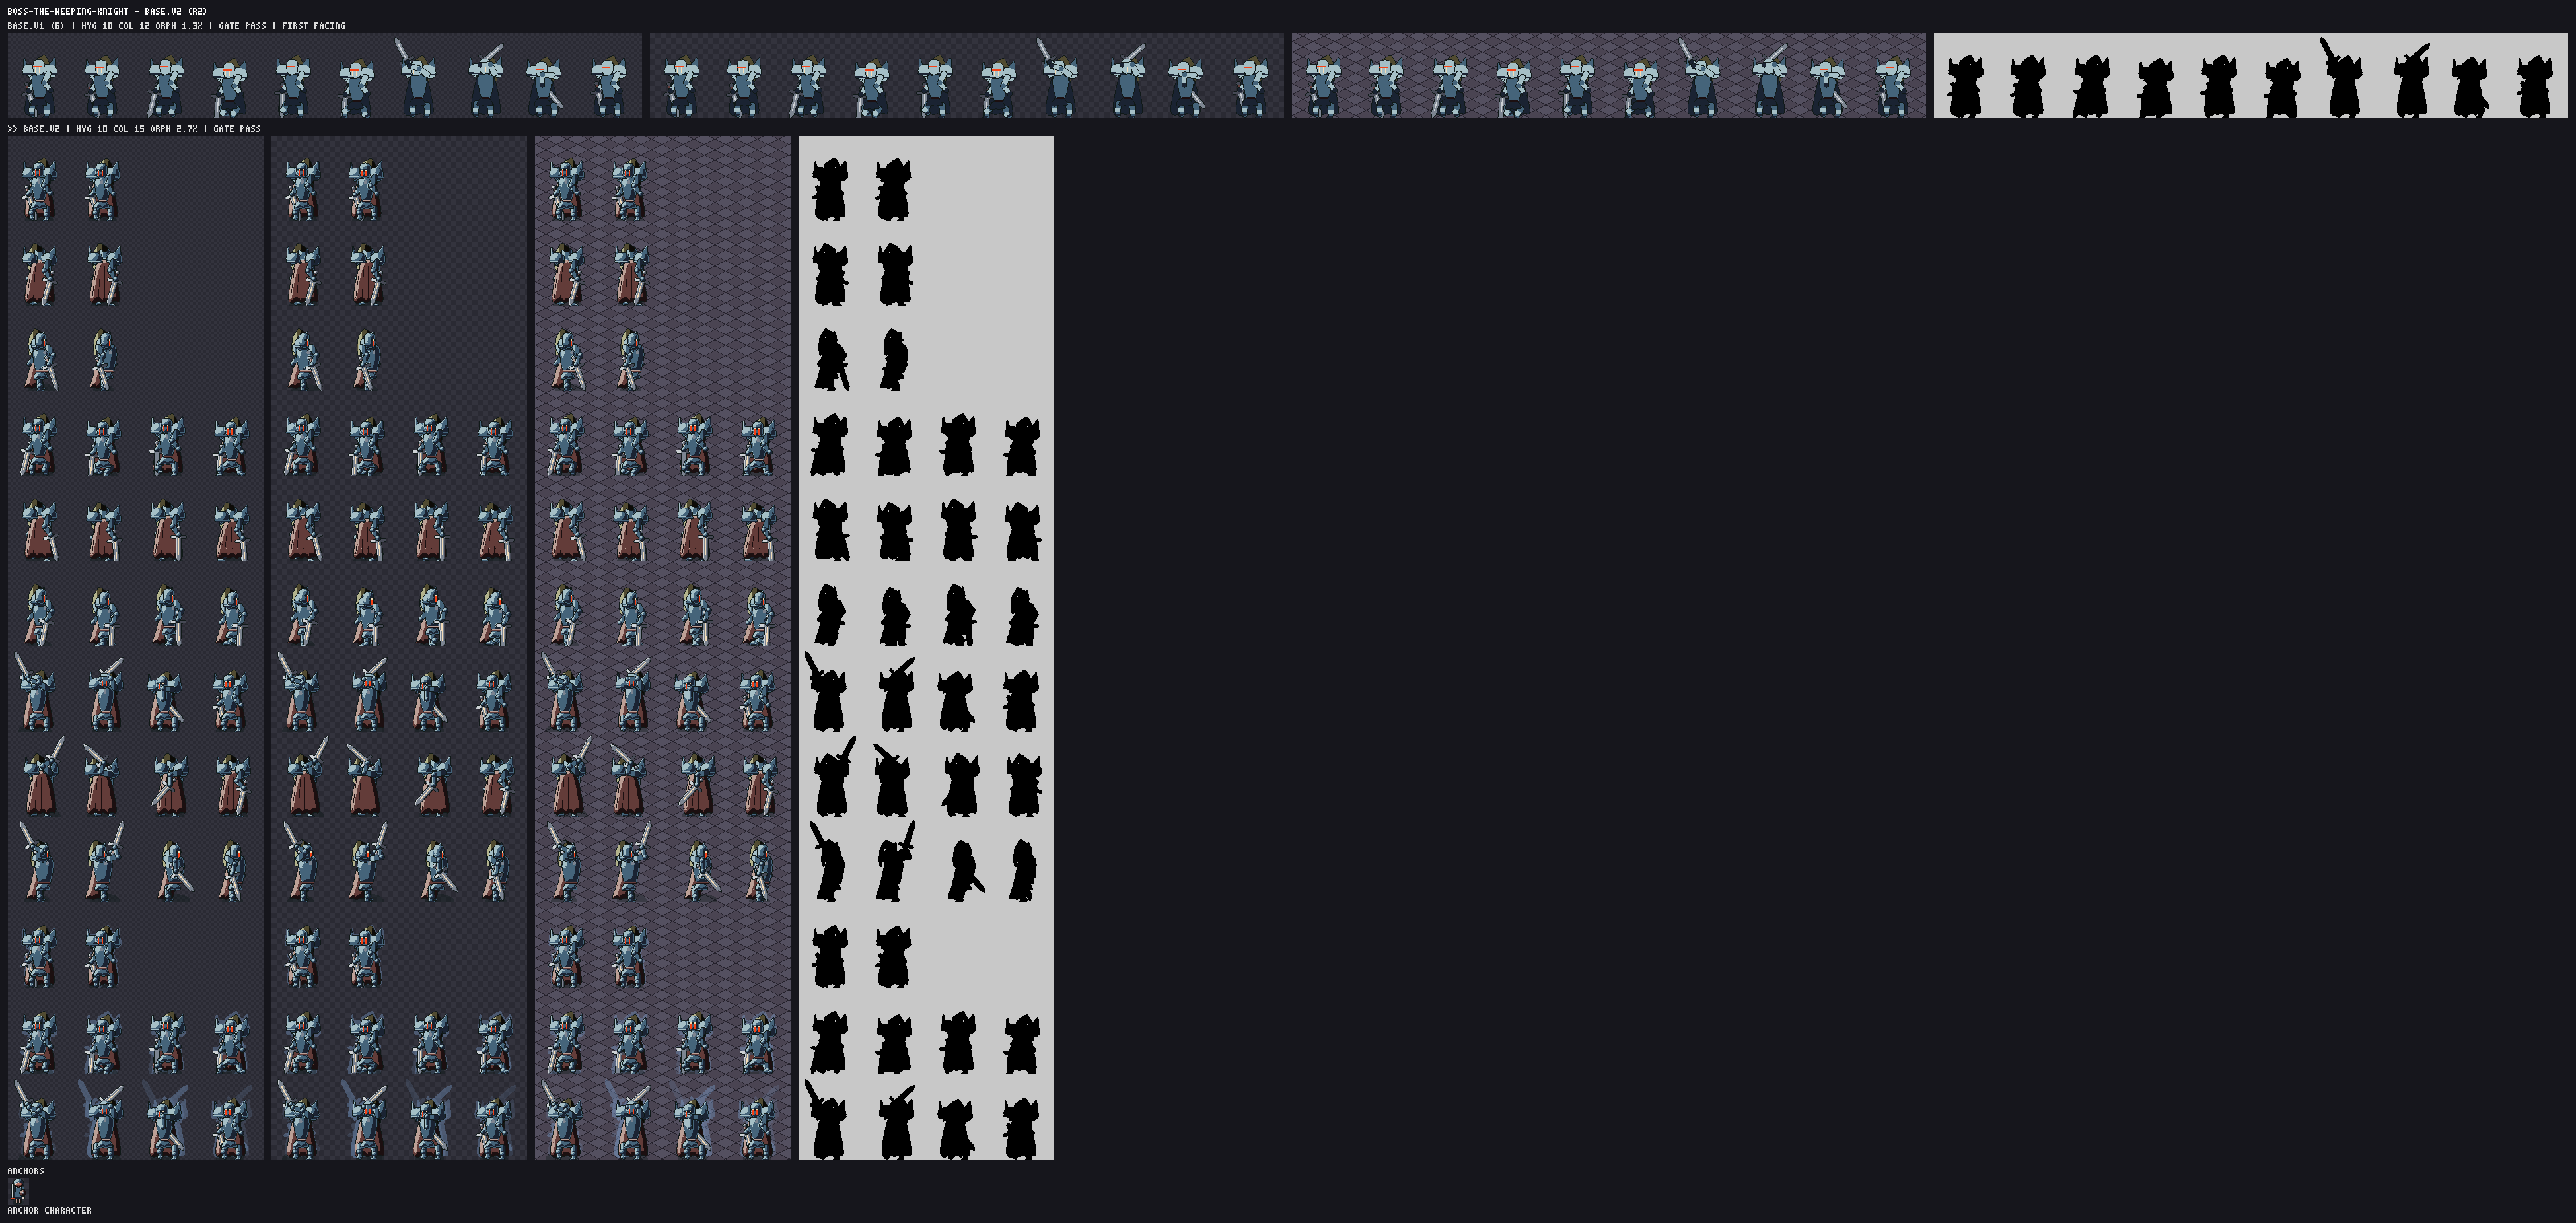 BOSS-THE-WEEPING-KNIGHT - BASE.V2 (R2)
BASE.V1 (6) | HYG 10 COL 12 ORPH 1.3% | GATE PASS | FIRST FACING
>> BASE.V2 | HYG 10 COL 15 ORPH 2.7% | GATE PASS
ANCHORS
ANCHOR CHARACTER